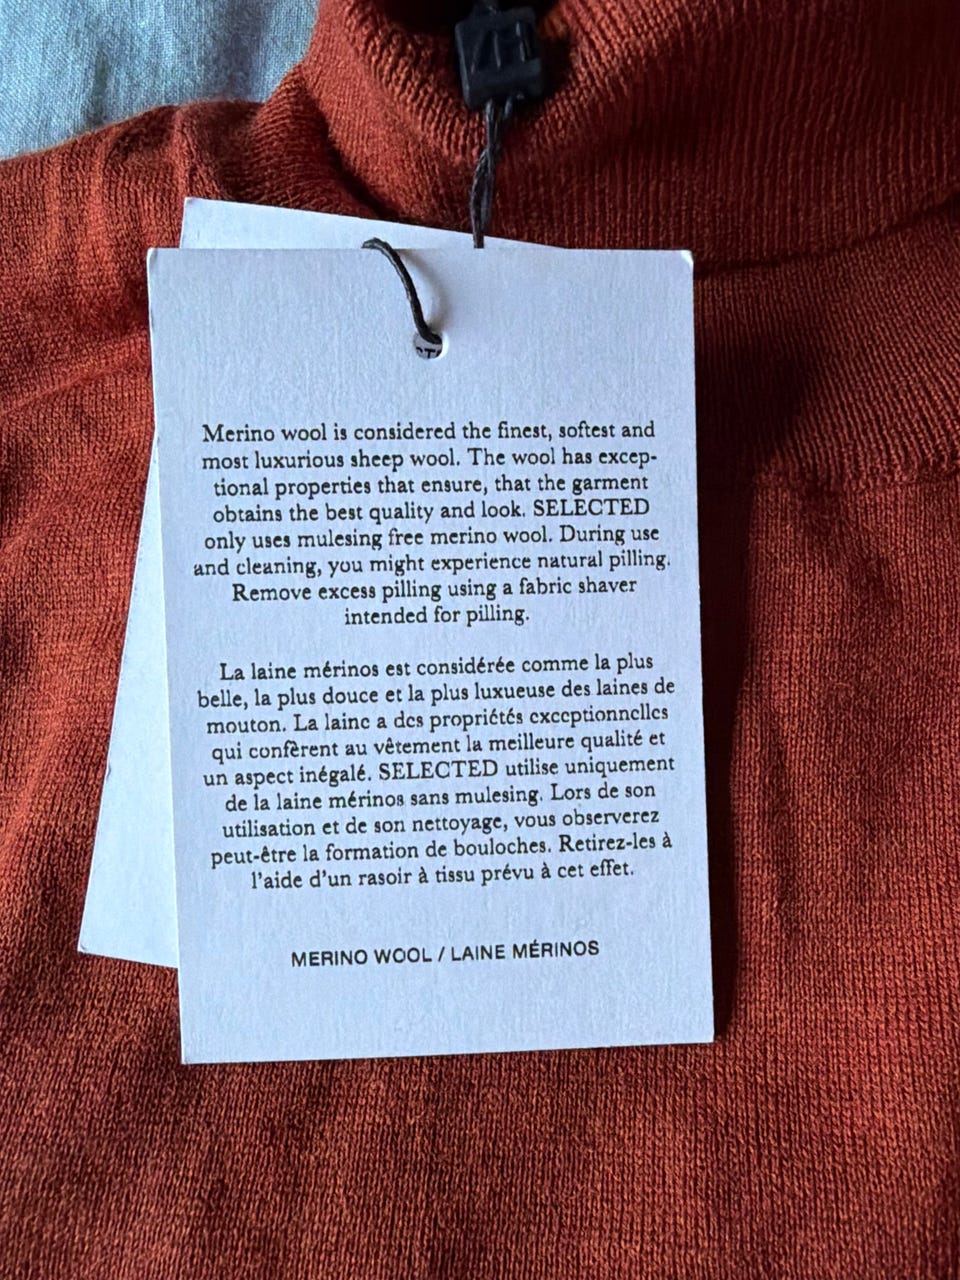 Merino wool is considered the finest, softest and
most luxurious sheep wool. The wool has excep-
tional properties that ensure, that the garment
obtains the best quality and look. SELECTED
only uses mulesing free merino wool. During use
and cleaning, you might experience natural pilling.
Remove excess pilling using a fabric shaver
intended for pilling.
La laine mérinos est considérée comme la plus
belle, la plus douce et la plus luxueuse des laines de
mouton. La laine a des propriétés exceptionnelles
qui confèrent au vêtement la meilleure qualité et
un aspect inégalé. SELECTED utilise uniquement
de la laine mérinos sans mulesing. Lors de son
utilisation et de son nettoyage, vous observerez
peut-être la formation de bouloches. Retirez-les à
l'aide d'un rasoir à tissu prévu à cet effet.
MERINO WOOL / LAINE MÉRINOS